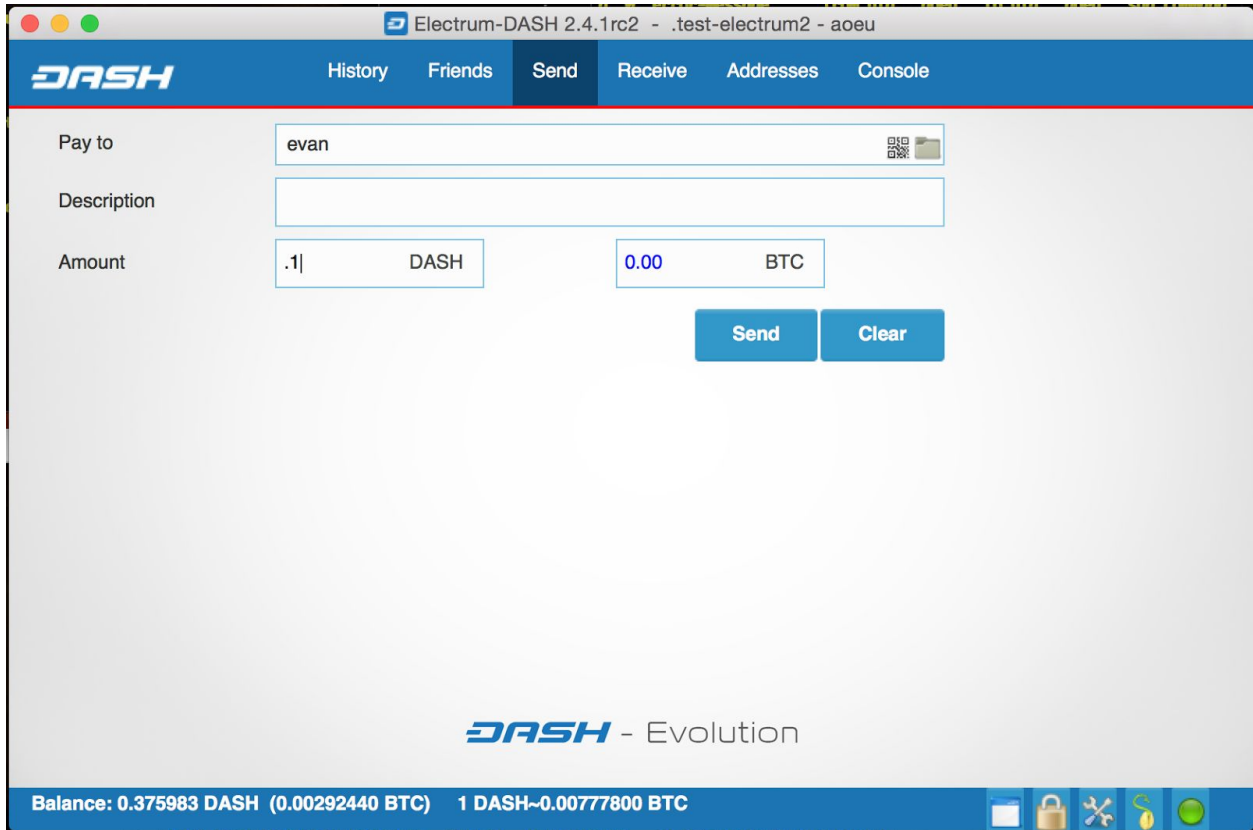 Electrum-DASH 2.4.1rc2 - .test-electrum2 - aoeu
DASH History Friends Send Receive Addresses Console
Pay to evan
Description
Amount .1 DASH 0.00 BTC
Send Clear
DASH - Evolution
Balance: 0.375983 DASH (0.00292440 BTC) 1 DASH~0.00777800 BTC